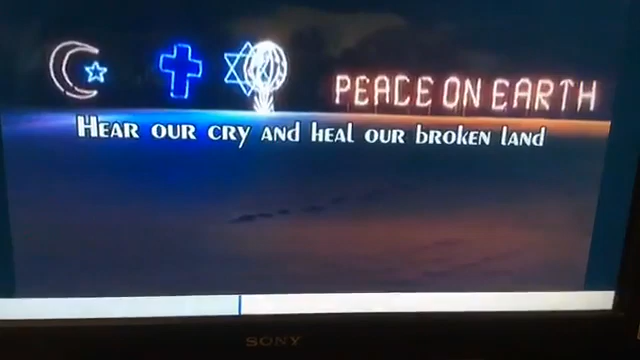 PEACE ON EARTH
HEAR OUR CRY AND HEAL OUR BROKEN LAND
SONY